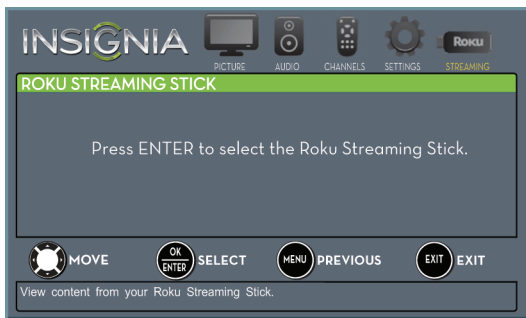 INSIGNIA
Roku
PICTURE AUDIO CHANNELS SETTINGS STREAMING
ROKU STREAMING STICK
Press ENTER to select the Roku Streaming Stick.
MOVE OK ENTER SELECT MENU PREVIOUS EXIT EXIT
View content from your Roku Streaming Stick.